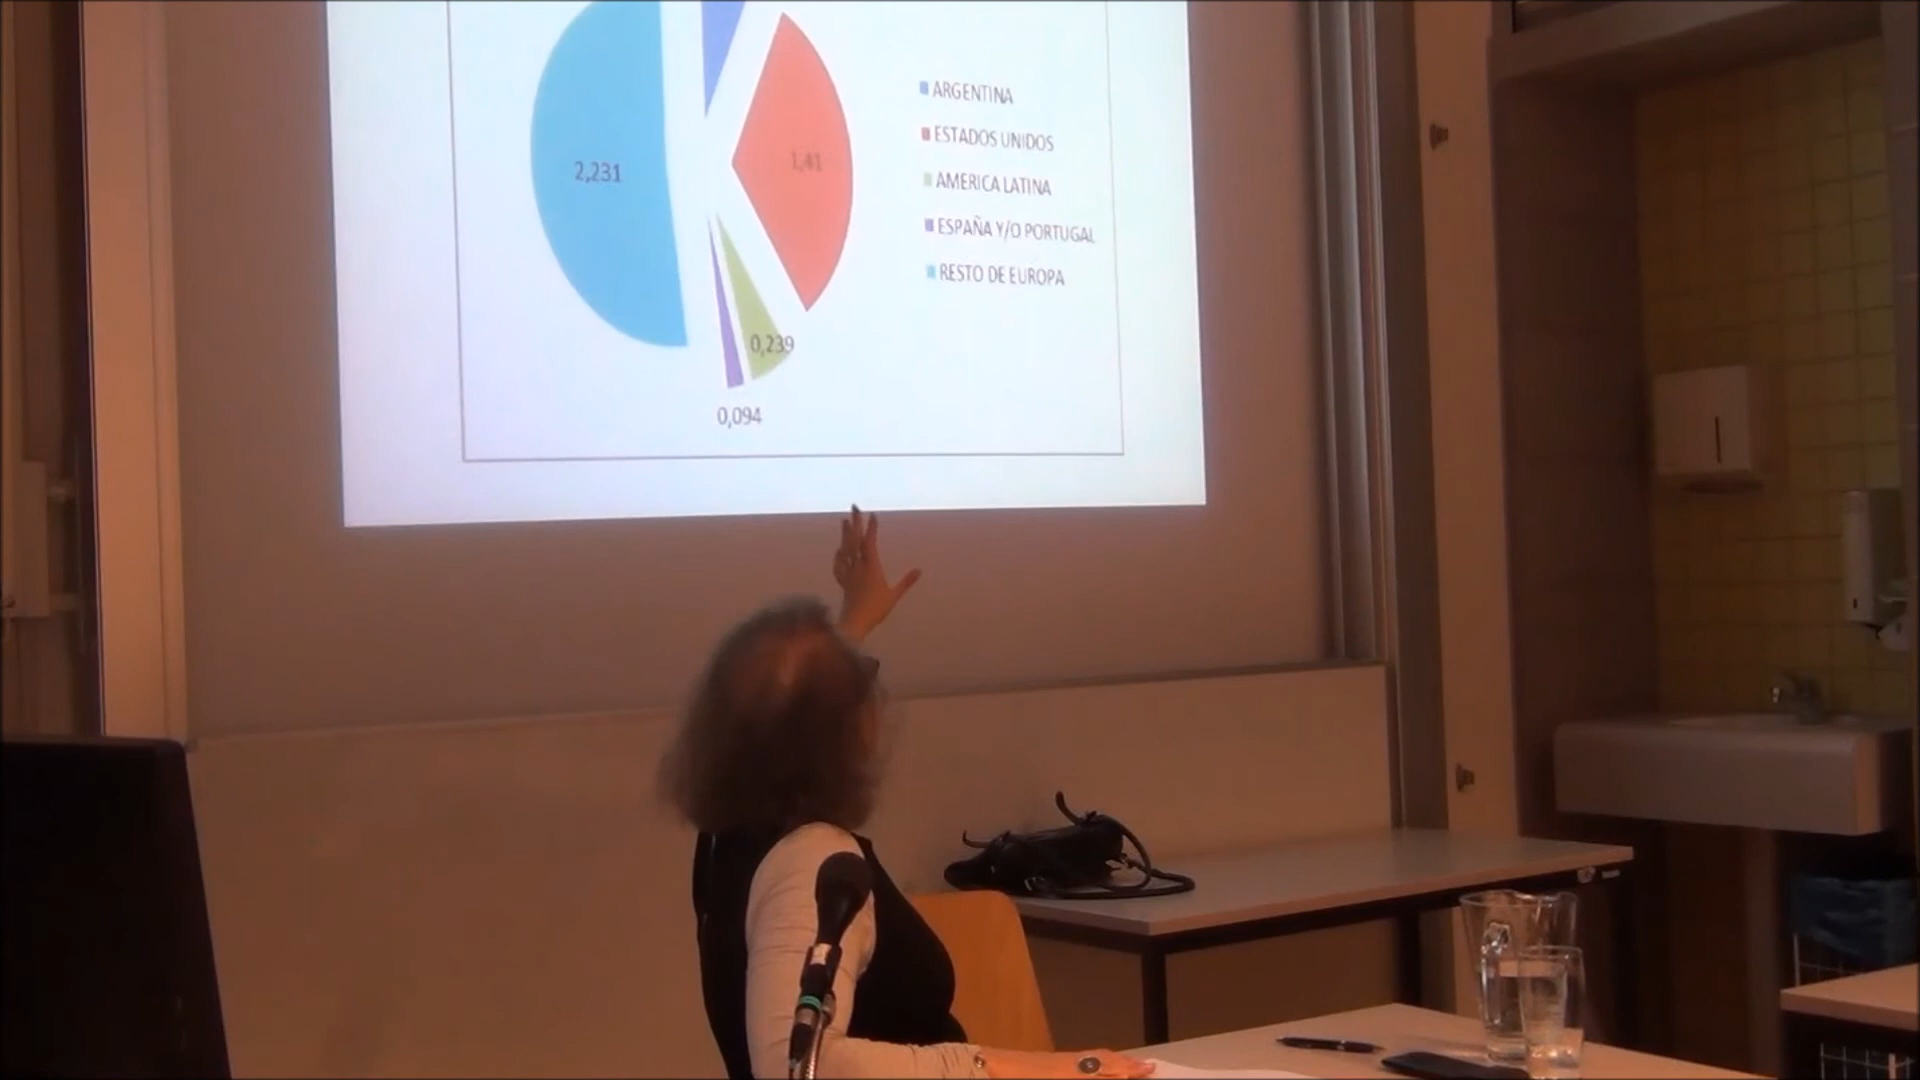 ARGENTINA
ESTADOS UNIDOS
AMERICA LATINA
ESPAÑA Y/O PORTUGAL
RESTO DE EUROPA
2,231
1,41
0,239
0,094